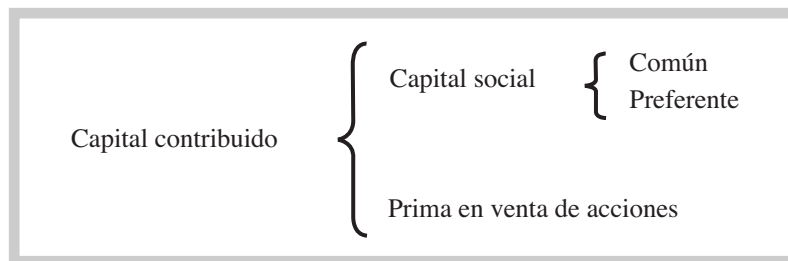 Capital contribuido
Capital social
Común
Preferente
Prima en venta de acciones